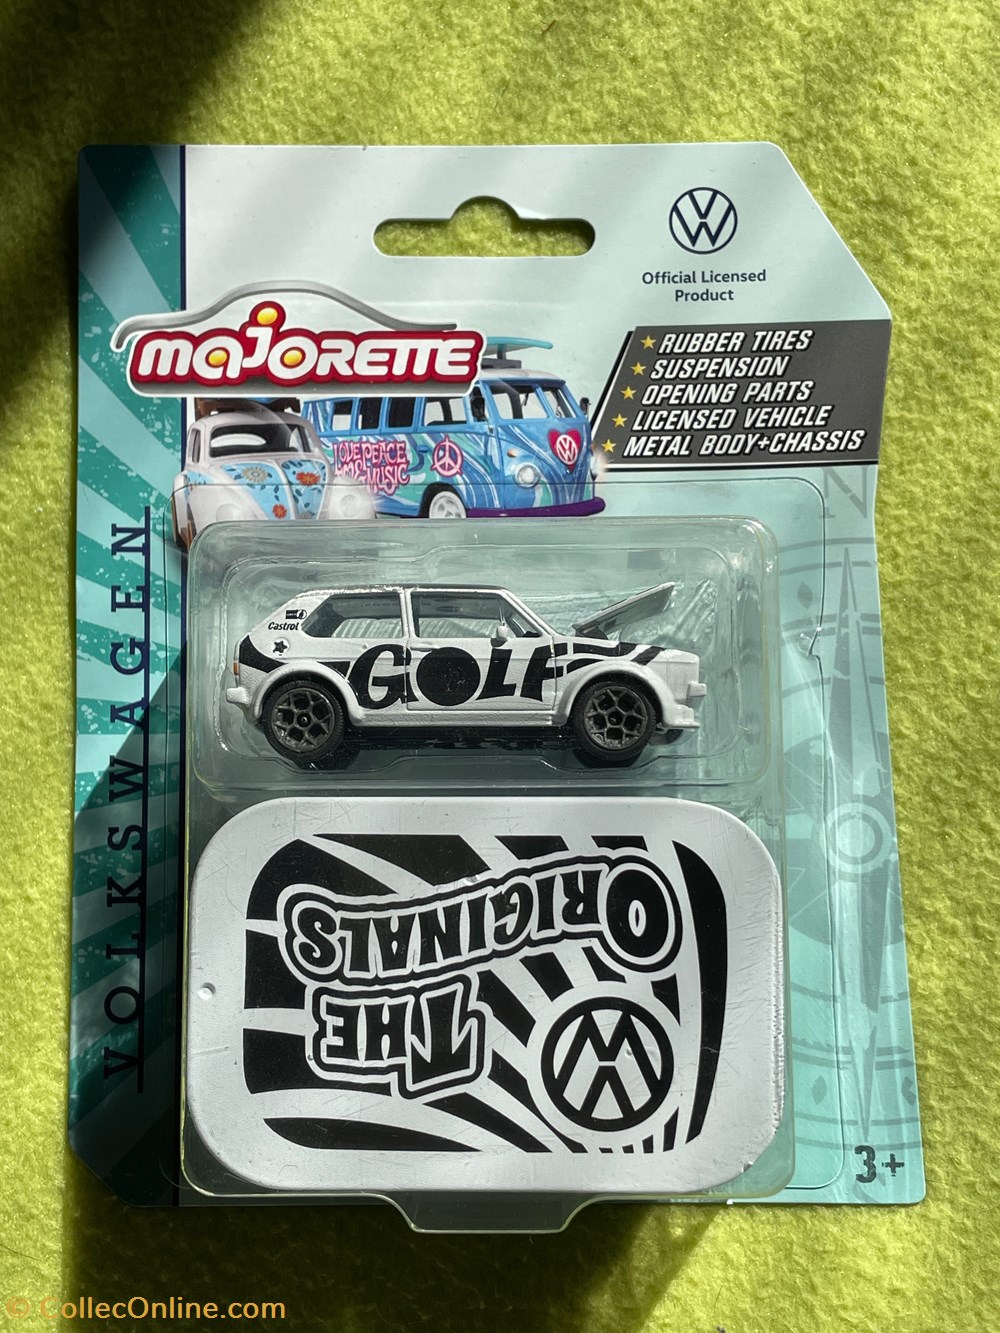 Official Licensed
Product
majorette
★ RUBBER TIRES
★ SUSPENSION
★ OPENING PARTS
★ LICENSED VEHICLE
★ METAL BODY+CHASSIS
LOVE PEACE
MUSIC
VOLKSWAGEN
Castrol
GOLF
THE
ORIGINALS
3+
© CollecOnline.com